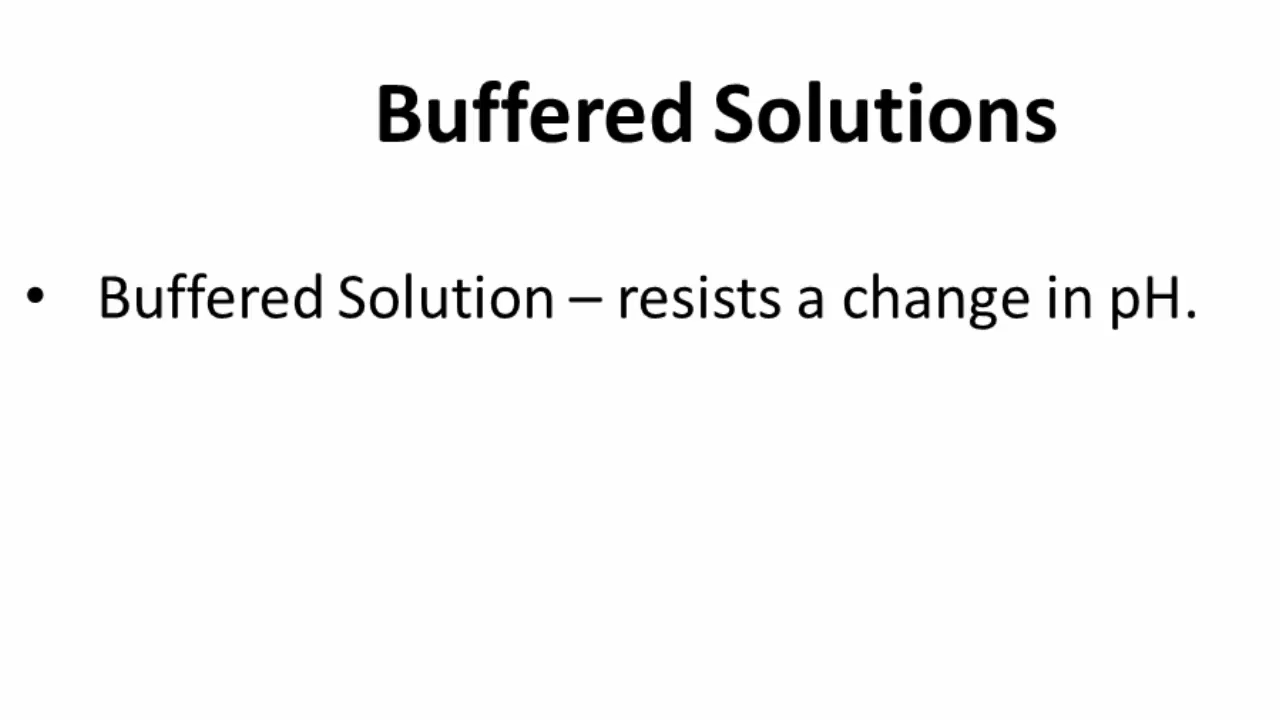 Buffered Solutions
• Buffered Solution – resists a change in pH.